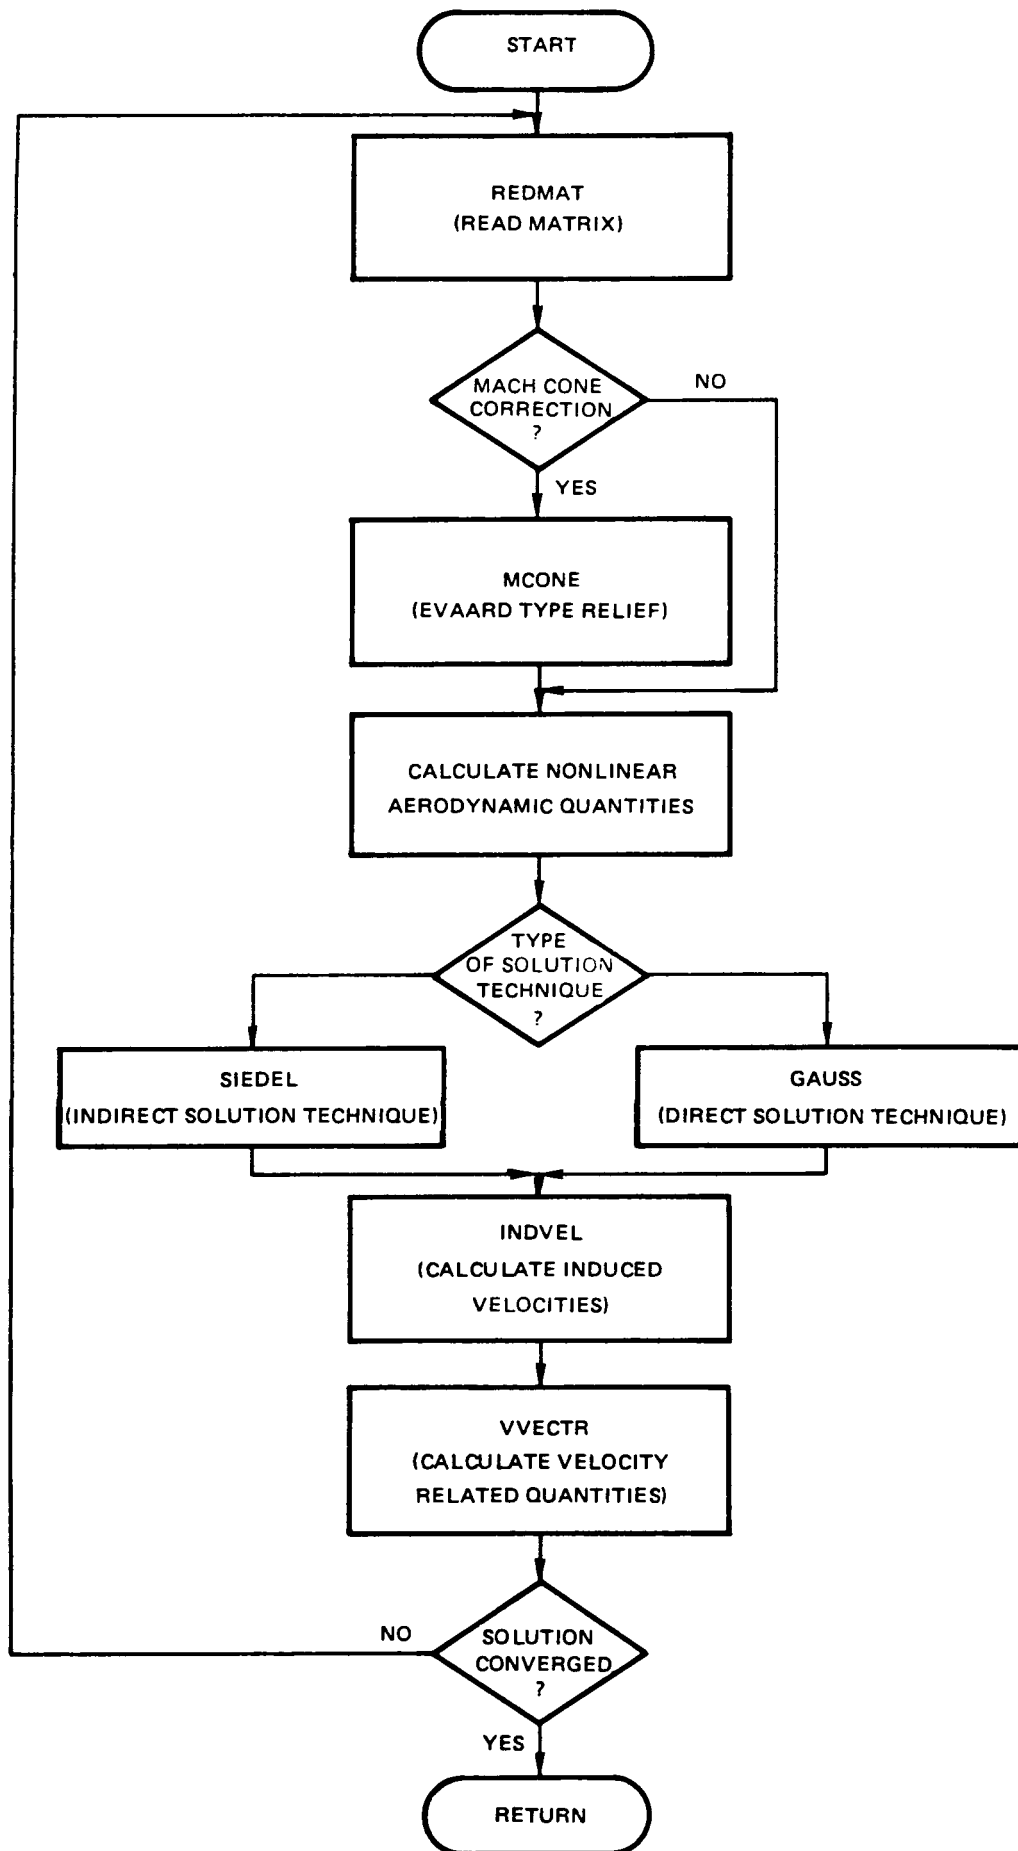 START
REDMAT
(READ MATRIX)
MACH CONE
CORRECTION
?
NO
YES
MCONE
(EVAARD TYPE RELIEF)
CALCULATE NONLINEAR
AERODYNAMIC QUANTITIES
TYPE
OF SOLUTION
TECHNIQUE
?
SIEDEL
(INDIRECT SOLUTION TECHNIQUE)
GAUSS
(DIRECT SOLUTION TECHNIQUE)
INDVEL
(CALCULATE INDUCED
VELOCITIES)
VVECTR
(CALCULATE VELOCITY
RELATED QUANTITIES)
NO
SOLUTION
CONVERGED
?
YES
RETURN